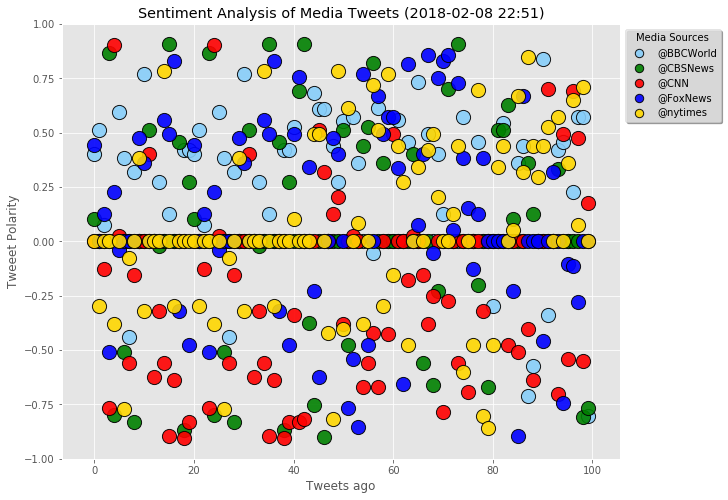 Sentiment Analysis of Media Tweets (2018-02-08 22:51)
Media Sources
@BBCWorld
@CBSNews
@CNN
@FoxNews
@nytimes
Tweeet Polarity
1.00
0.75
0.50
0.25
0.00
−0.25
−0.50
−0.75
−1.00
0 20 40 60 80 100
Tweets ago